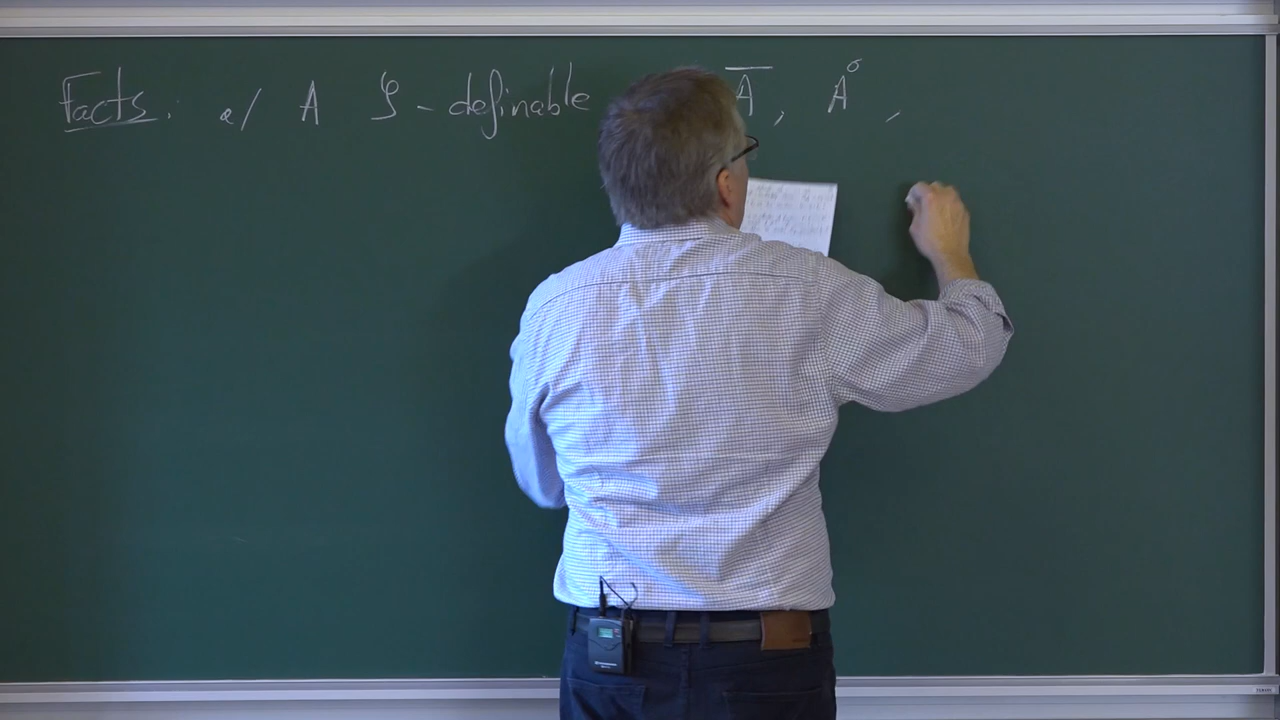 Facts: a/ A 𝒮-definable Ā, Å,